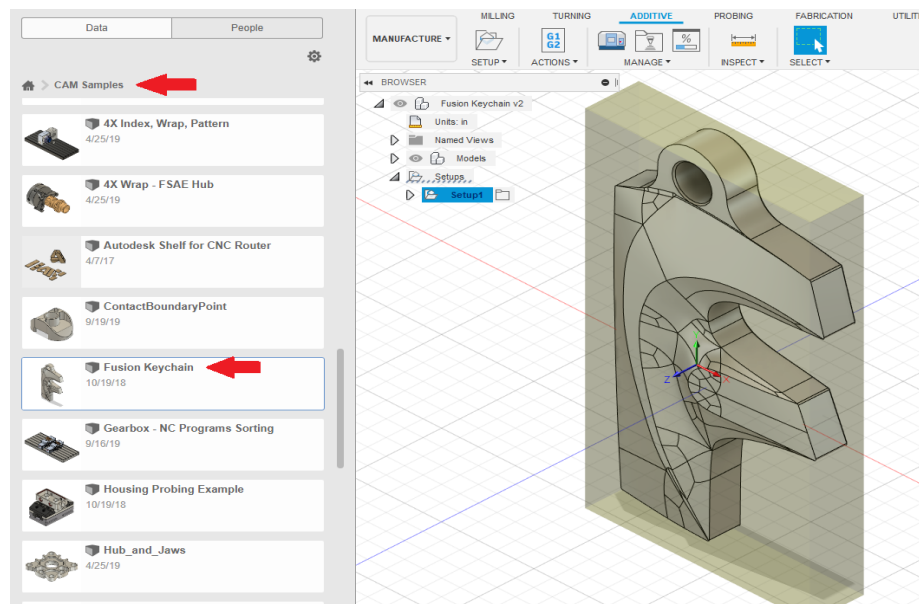 Data
People
CAM Samples
4X Index, Wrap, Pattern
4/25/19
4X Wrap - FSAE Hub
4/25/19
Autodesk Shelf for CNC Router
4/7/17
ContactBoundaryPoint
9/19/19
Fusion Keychain
10/19/18
Gearbox - NC Programs Sorting
9/16/19
Housing Probing Example
10/19/18
Hub_and_Jaws
4/25/19
MILLING TURNING ADDITIVE PROBING FABRICATION UTILITI
MANUFACTURE
G1
G2
%
SETUP ACTIONS MANAGE INSPECT SELECT
BROWSER
Fusion Keychain v2
Units: in
Named Views
Models
Setups
Setup1
Y
Z
X